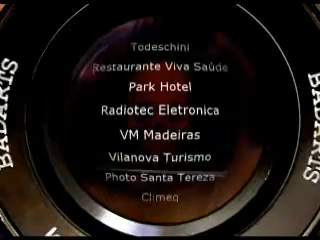 Todeschini
Restaurante Viva Saúde
Park Hotel
Radiotec Eletronica
VM Madeiras
Vilanova Turismo
Photo Santa Tereza
Climeq
BADARTS
BADARTS